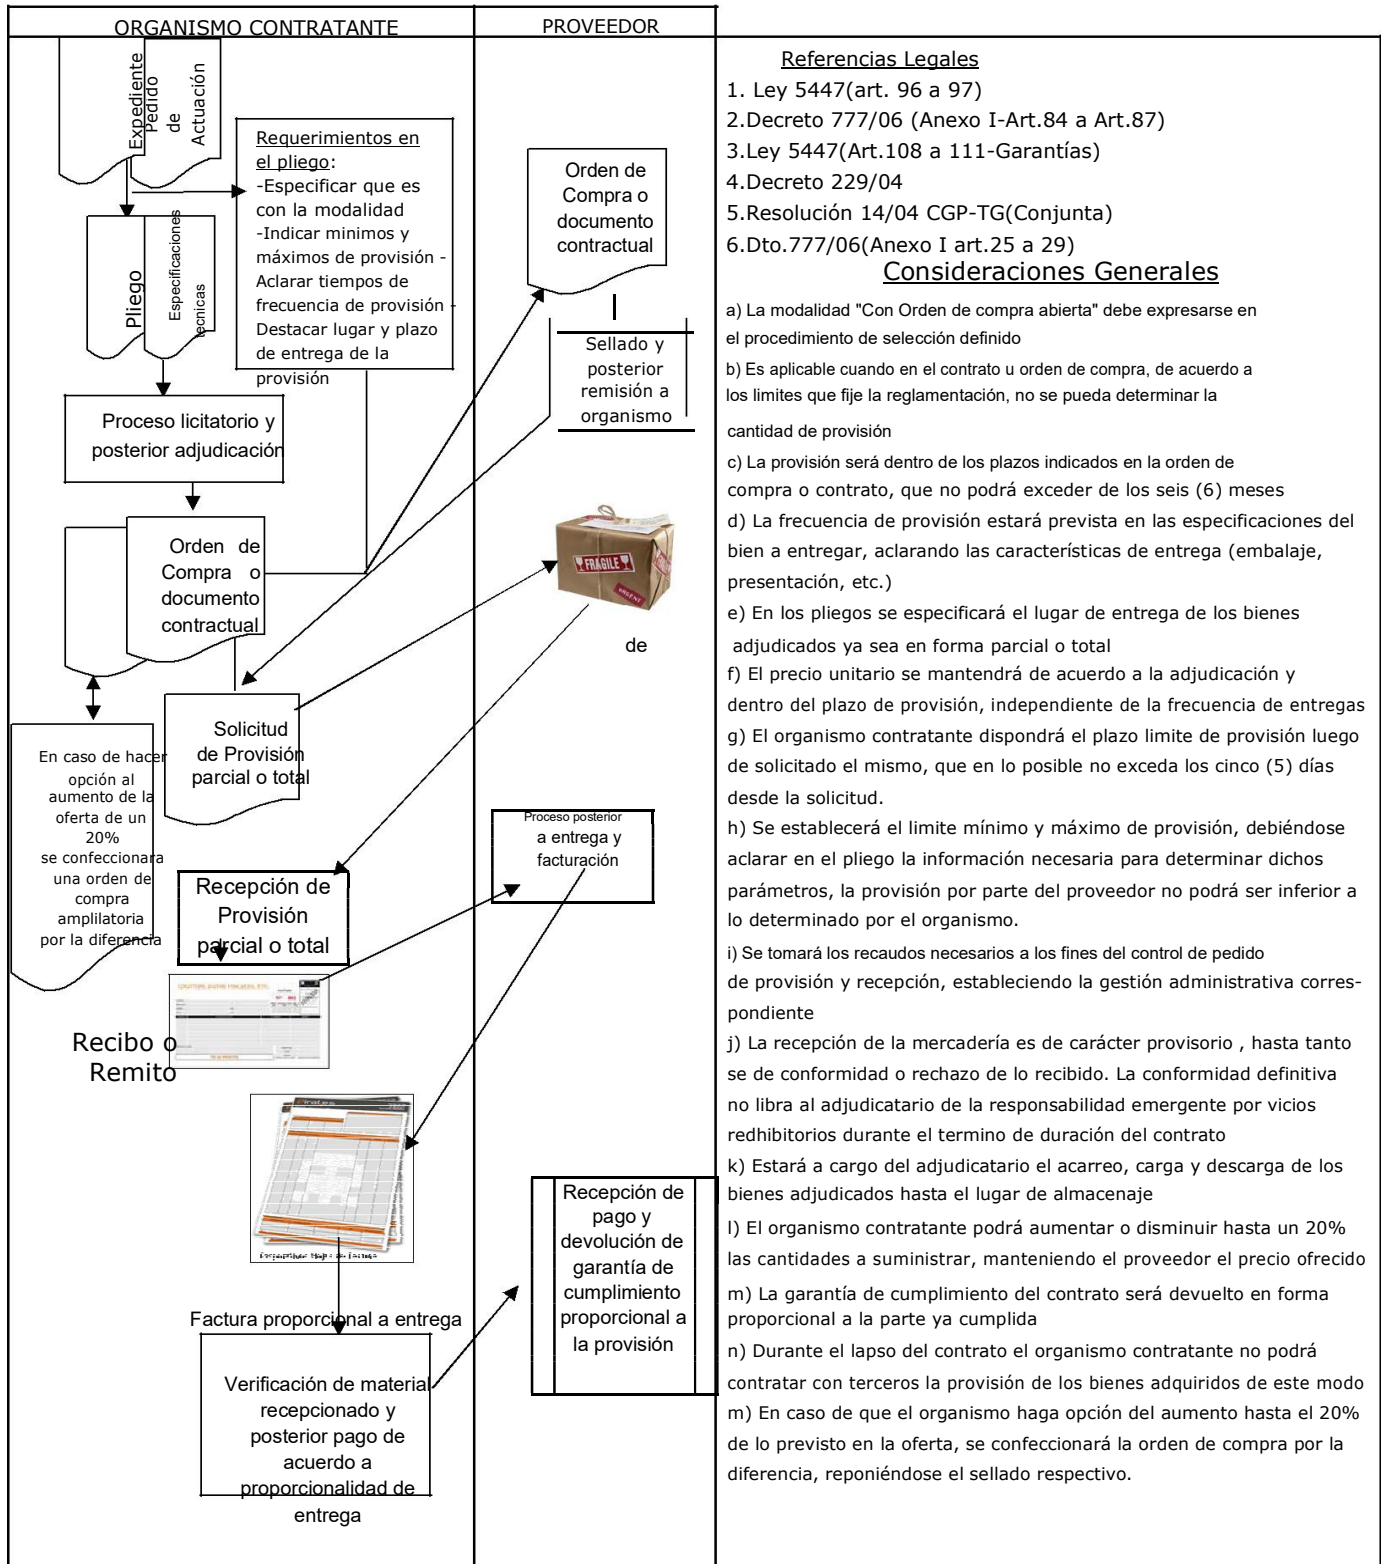 ORGANISMO CONTRATANTE
PROVEEDOR
Expediente
Pedido
de
Actuación
Requerimientos en
el pliego:
-Especificar que es
con la modalidad
-Indicar minimos y
máximos de provisión -
Aclarar tiempos de
frecuencia de provisión -
Destacar lugar y plazo
de entrega de la
provisión
Pliego
Especificaciones
tecnicas
Proceso licitatorio y
posterior adjudicación
Orden de
Compra o
documento
contractual
Solicitud
de Provisión
parcial o total
En caso de hacer
opción al
aumento de la
oferta de un
20%
se confeccionara
una orden de
compra
amplilatoria
por la diferencia
Recepción de
Provisión
parcial o total
Recibo o
Remito
Factura proporcional a entrega
Verificación de material
recepcionado y
posterior pago de
acuerdo a
proporcionalidad de
entrega
Orden de
Compra o
documento
contractual
Sellado y
posterior
remisión a
organismo
FRAGILE
URGENT
de
Proceso posterior
a entrega y
facturación
Recepción de
pago y
devolución de
garantía de
cumplimiento
proporcional a
la provisión
Referencias Legales
1. Ley 5447(art. 96 a 97)
2.Decreto 777/06 (Anexo I-Art.84 a Art.87)
3.Ley 5447(Art.108 a 111-Garantías)
4.Decreto 229/04
5.Resolución 14/04 CGP-TG(Conjunta)
6.Dto.777/06(Anexo I art.25 a 29)
Consideraciones Generales
a) La modalidad "Con Orden de compra abierta" debe expresarse en
el procedimiento de selección definido
b) Es aplicable cuando en el contrato u orden de compra, de acuerdo a
los limites que fije la reglamentación, no se pueda determinar la
cantidad de provisión
c) La provisión será dentro de los plazos indicados en la orden de
compra o contrato, que no podrá exceder de los seis (6) meses
d) La frecuencia de provisión estará prevista en las especificaciones del
bien a entregar, aclarando las características de entrega (embalaje,
presentación, etc.)
e) En los pliegos se especificará el lugar de entrega de los bienes
adjudicados ya sea en forma parcial o total
f) El precio unitario se mantendrá de acuerdo a la adjudicación y
dentro del plazo de provisión, independiente de la frecuencia de entregas
g) El organismo contratante dispondrá el plazo limite de provisión luego
de solicitado el mismo, que en lo posible no exceda los cinco (5) días
desde la solicitud.
h) Se establecerá el limite mínimo y máximo de provisión, debiéndose
aclarar en el pliego la información necesaria para determinar dichos
parámetros, la provisión por parte del proveedor no podrá ser inferior a
lo determinado por el organismo.
i) Se tomará los recaudos necesarios a los fines del control de pedido
de provisión y recepción, estableciendo la gestión administrativa corres-
pondiente
j) La recepción de la mercadería es de carácter provisorio , hasta tanto
se de conformidad o rechazo de lo recibido. La conformidad definitiva
no libra al adjudicatario de la responsabilidad emergente por vicios
redhibitorios durante el termino de duración del contrato
k) Estará a cargo del adjudicatario el acarreo, carga y descarga de los
bienes adjudicados hasta el lugar de almacenaje
l) El organismo contratante podrá aumentar o disminuir hasta un 20%
las cantidades a suministrar, manteniendo el proveedor el precio ofrecido
m) La garantía de cumplimiento del contrato será devuelto en forma
proporcional a la parte ya cumplida
n) Durante el lapso del contrato el organismo contratante no podrá
contratar con terceros la provisión de los bienes adquiridos de este modo
m) En caso de que el organismo haga opción del aumento hasta el 20%
de lo previsto en la oferta, se confeccionará la orden de compra por la
diferencia, reponiéndose el sellado respectivo.